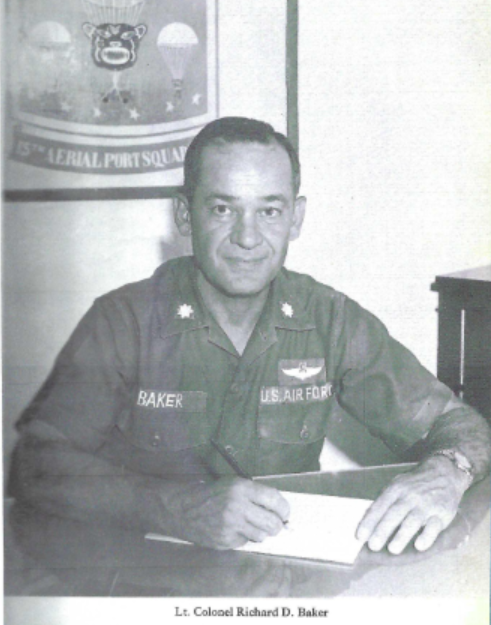 15TH AERIAL PORT SQUA
BAKER
U.S. AIR FORC
Lt. Colonel Richard D. Baker